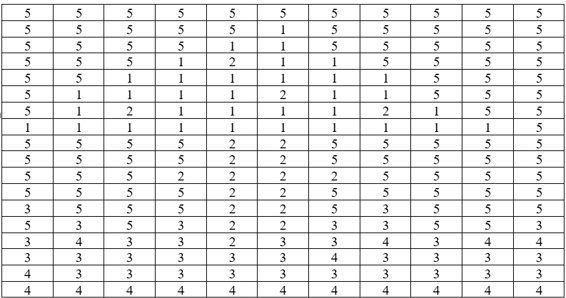 5 5 5 5 5 5 5 5 5 5 5
5 5 5 5 5 1 5 5 5 5 5
5 5 5 5 1 1 5 5 5 5 5
5 5 5 1 2 1 1 5 5 5 5
5 5 1 1 1 1 1 1 5 5 5
5 1 1 1 1 2 1 1 5 5 5
5 1 2 1 1 1 1 2 1 5 5
1 1 1 1 1 1 1 1 1 1 5
5 5 5 5 2 2 5 5 5 5 5
5 5 5 5 2 2 5 5 5 5 5
5 5 5 2 2 2 2 5 5 5 5
5 5 5 5 2 2 5 5 5 5 5
3 5 5 5 2 2 5 3 5 5 5
5 3 5 3 2 2 3 3 5 5 3
3 4 3 3 2 3 3 4 3 4 4
3 3 3 3 3 3 4 3 3 3 3
4 3 3 3 3 3 3 3 3 3 3
4 4 4 4 4 4 4 4 4 4 4